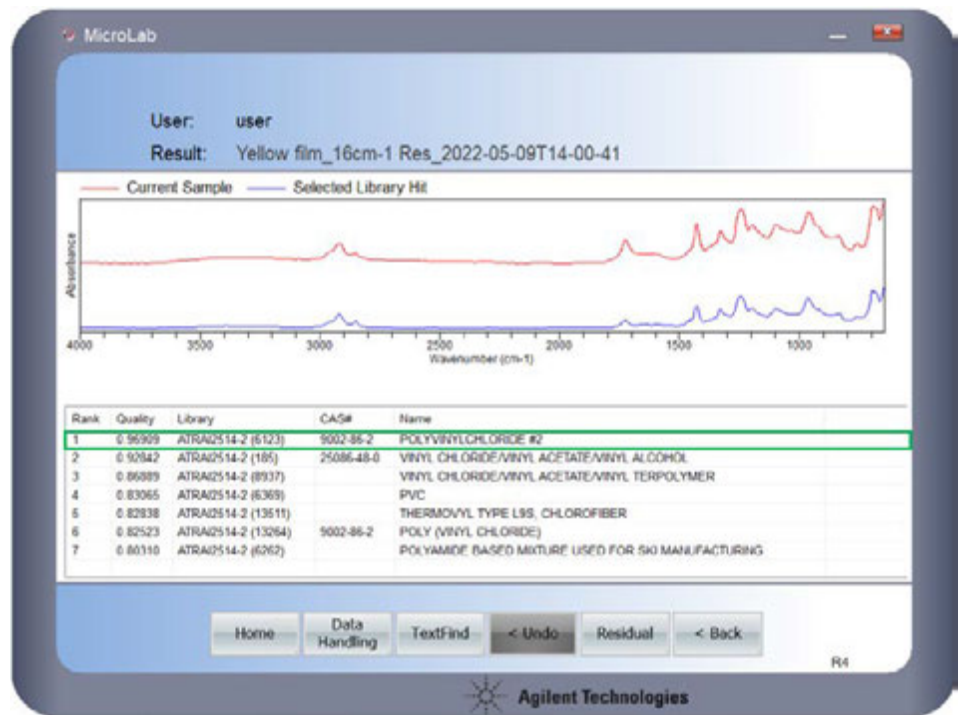 MicroLab
User: user
Result: Yellow film_16cm-1 Res_2022-05-09T14-00-41
Current Sample Selected Library Hit
Absorbance
4000 3500 3000 2500 2000 1500 1000
Wavenumber (cm-1)
Rank Quality Library CAS# Name
1 0.96909 ATRAI2514-2 (6123) 9002-86-2 POLYVINYLCHLORIDE #2
2 0.92842 ATRAI2514-2 (185) 25086-48-0 VINYL CHLORIDE/VINYL ACETATE/VINYL ALCOHOL
3 0.86889 ATRAI2514-2 (8937) VINYL CHLORIDE/VINYL ACETATE/VINYL TERPOLYMER
4 0.83065 ATRAI2514-2 (6369) PVC
5 0.82838 ATRAI2514-2 (13511) THERMOVYL TYPE L9S, CHLOROFIBER
6 0.82523 ATRAI2514-2 (13264) 9002-86-2 POLY (VINYL CHLORIDE)
7 0.80310 ATRAI2514-2 (6262) POLYAMIDE BASED MIXTURE USED FOR SKI MANUFACTURING
Home Data Handling TextFind < Undo Residual < Back
R4
Agilent Technologies